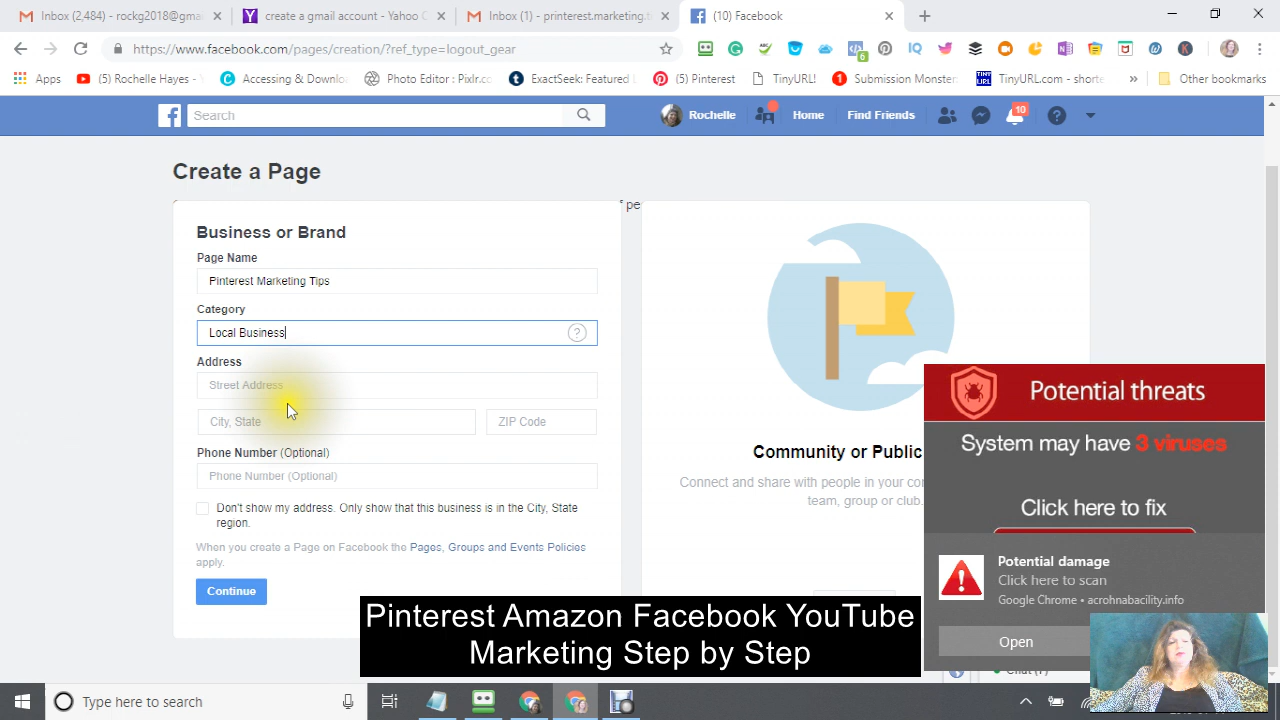 Inbox (2,484) - rockg2018@gm
create a gmail account - Yahoo
Inbox (1) - pinterest.marketing.t
(10) Facebook
https://www.facebook.com/pages/creation/?ref_type=logout_gear
Apps
(5) Rochelle Hayes -
Accessing & Downlo
Photo Editor: Pixlr.co
ExactSeek: Featured
(5) Pinterest
TinyURL!
Submission Monster
TinyURL.com - shorte
Other bookmarks
Search
Rochelle
Home
Find Friends
10
Create a Page
Business or Brand
Page Name
Pinterest Marketing Tips
Category
Local Business
?
Address
Street Address
City, State
ZIP Code
Phone Number (Optional)
Phone Number (Optional)
Don't show my address. Only show that this business is in the City, State
region.
When you create a Page on Facebook the Pages, Groups and Events Policies
apply.
Continue
Community or Public
Connect and share with people in your
team, group or club.
Potential threats
System may have 3 viruses
Click here to fix
Potential damage
Click here to scan
Google Chrome • acrohnabacility.info
Open
Pinterest Amazon Facebook YouTube
Marketing Step by Step
Type here to search